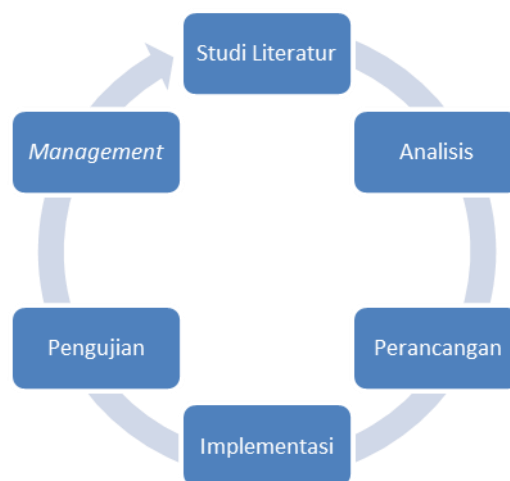 Studi Literatur
Analisis
Perancangan
Implementasi
Pengujian
Management